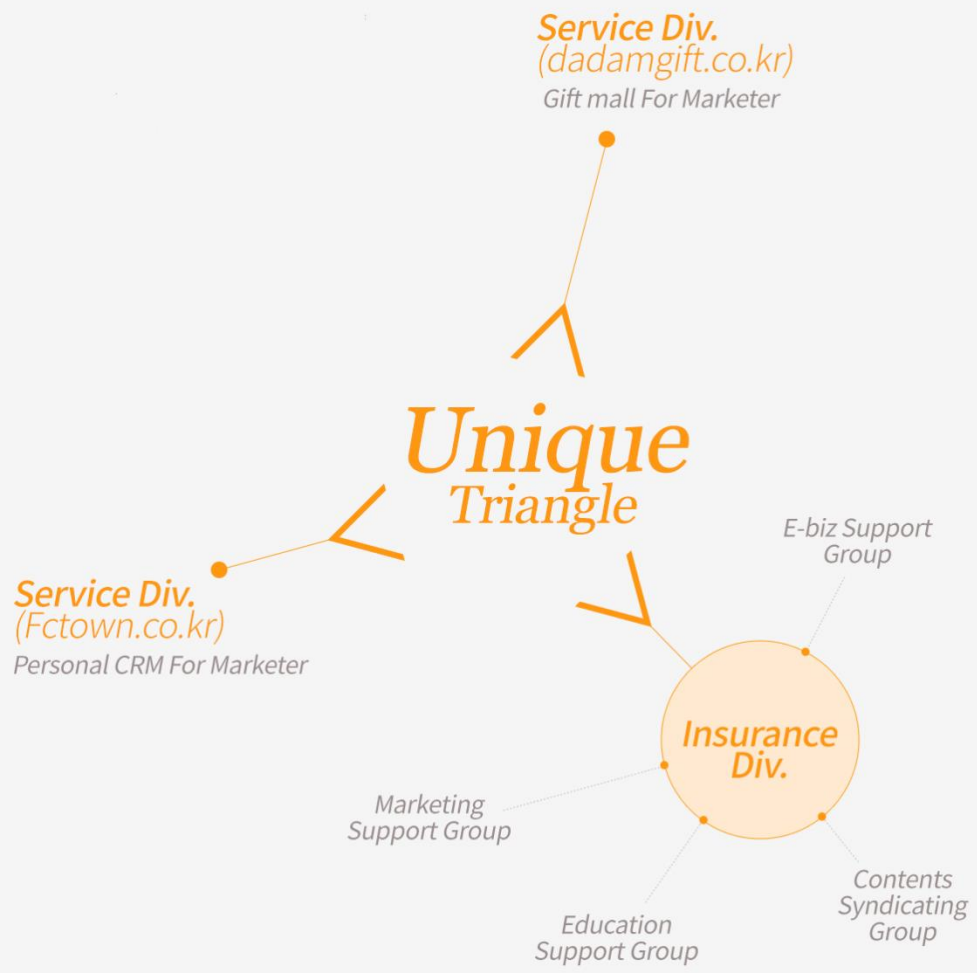 Service Div.
(dadamgift.co.kr)
Gift mall For Marketer
Unique
Triangle
Service Div.
(Fctown.co.kr)
Personal CRM For Marketer
E-biz Support
Group
Insurance
Div.
Marketing
Support Group
Education
Support Group
Contents
Syndicating
Group